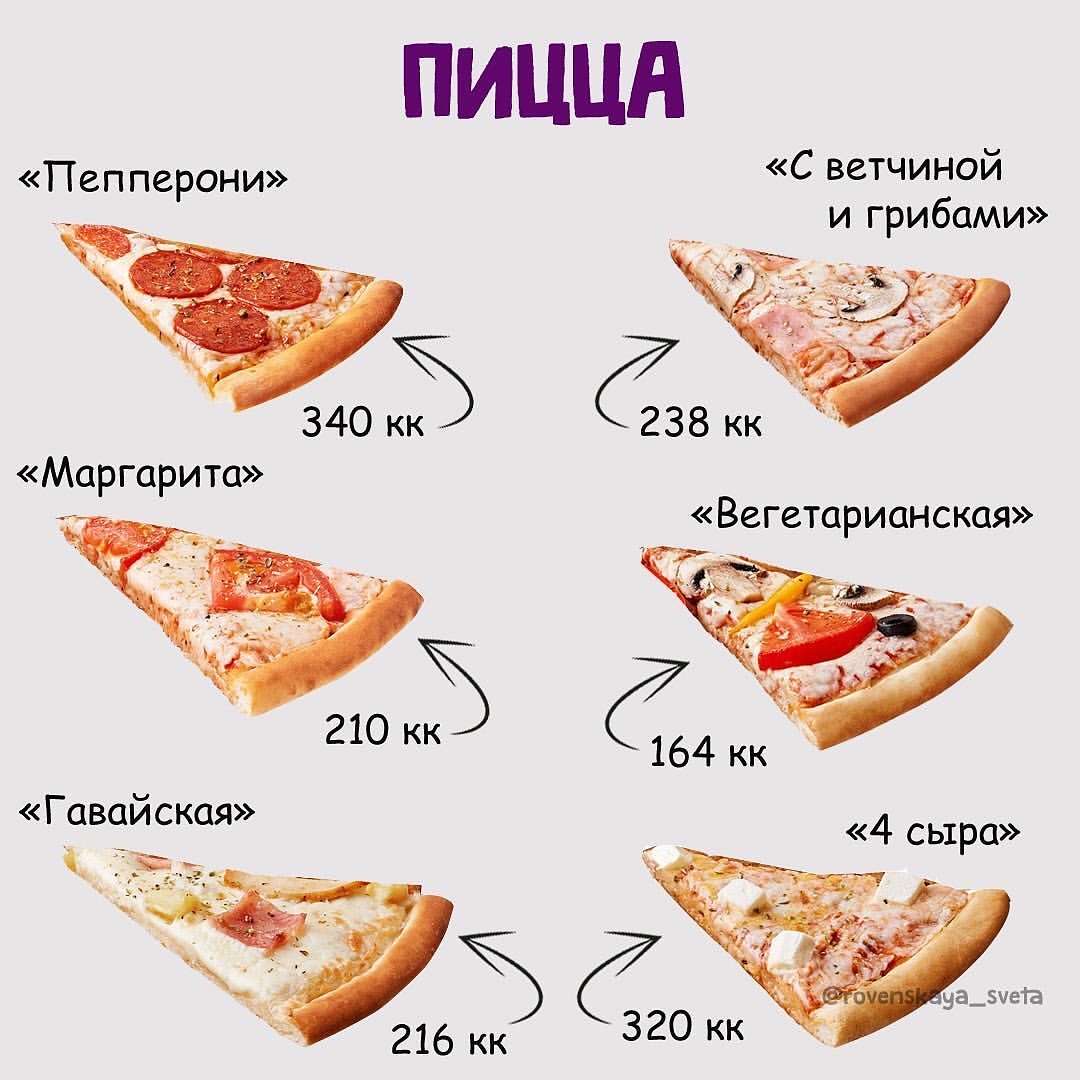 ПИЦЦА
«Пепперони»
«С ветчиной
и грибами»
340 кк
238 кк
«Маргарита»
«Вегетарианская»
210 кк
164 кк
«Гавайская»
«4 сыра»
@rovenskaya_sveta
216 кк
320 кк